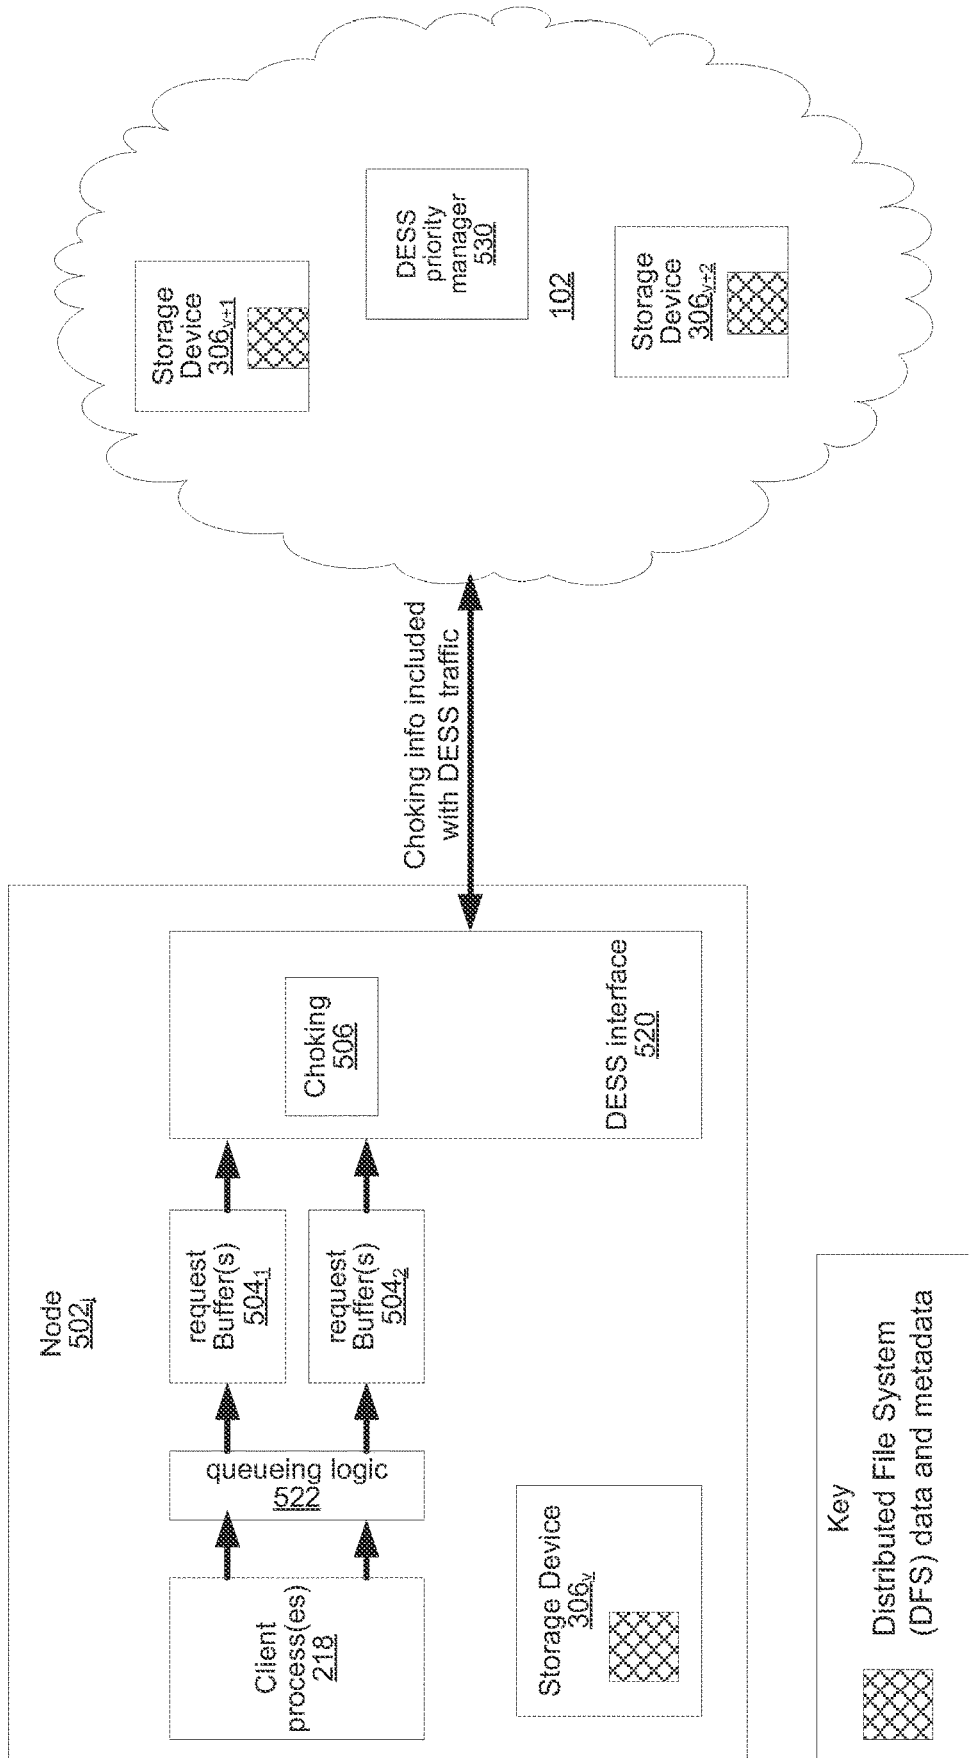 Node
502j
Client
process(es)
218
queueing logic
522
request
Buffer(s)
5041
request
Buffer(s)
5042
Choking
506
DESS interface
520
Storage Device
306v
Choking info included
with DESS traffic
Storage
Device
306v+1
DESS
priority
manager
530
102
Storage
Device
306v+2
Key
Distributed File System
(DFS) data and metadata